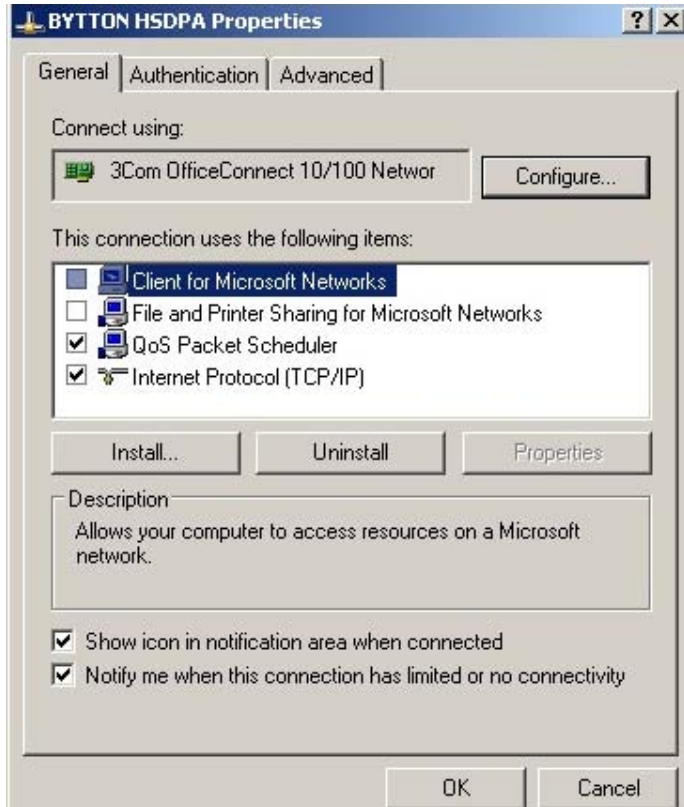 BYTTON HSDPA Properties
General Authentication Advanced
Connect using:
3Com OfficeConnect 10/100 Networ Configure...
This connection uses the following items:
Client for Microsoft Networks
File and Printer Sharing for Microsoft Networks
QoS Packet Scheduler
Internet Protocol (TCP/IP)
Install... Uninstall Properties
Description
Allows your computer to access resources on a Microsoft
network.
Show icon in notification area when connected
Notify me when this connection has limited or no connectivity
OK Cancel